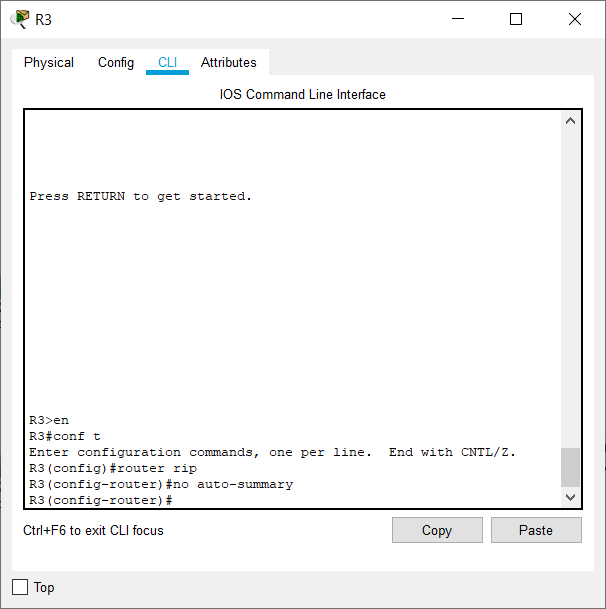 R3
Physical Config CLI Attributes
IOS Command Line Interface
Press RETURN to get started.
R3>en
R3#conf t
Enter configuration commands, one per line.  End with CNTL/Z.
R3(config)#router rip
R3(config-router)#no auto-summary
R3(config-router)#
Ctrl+F6 to exit CLI focus
Copy Paste
Top